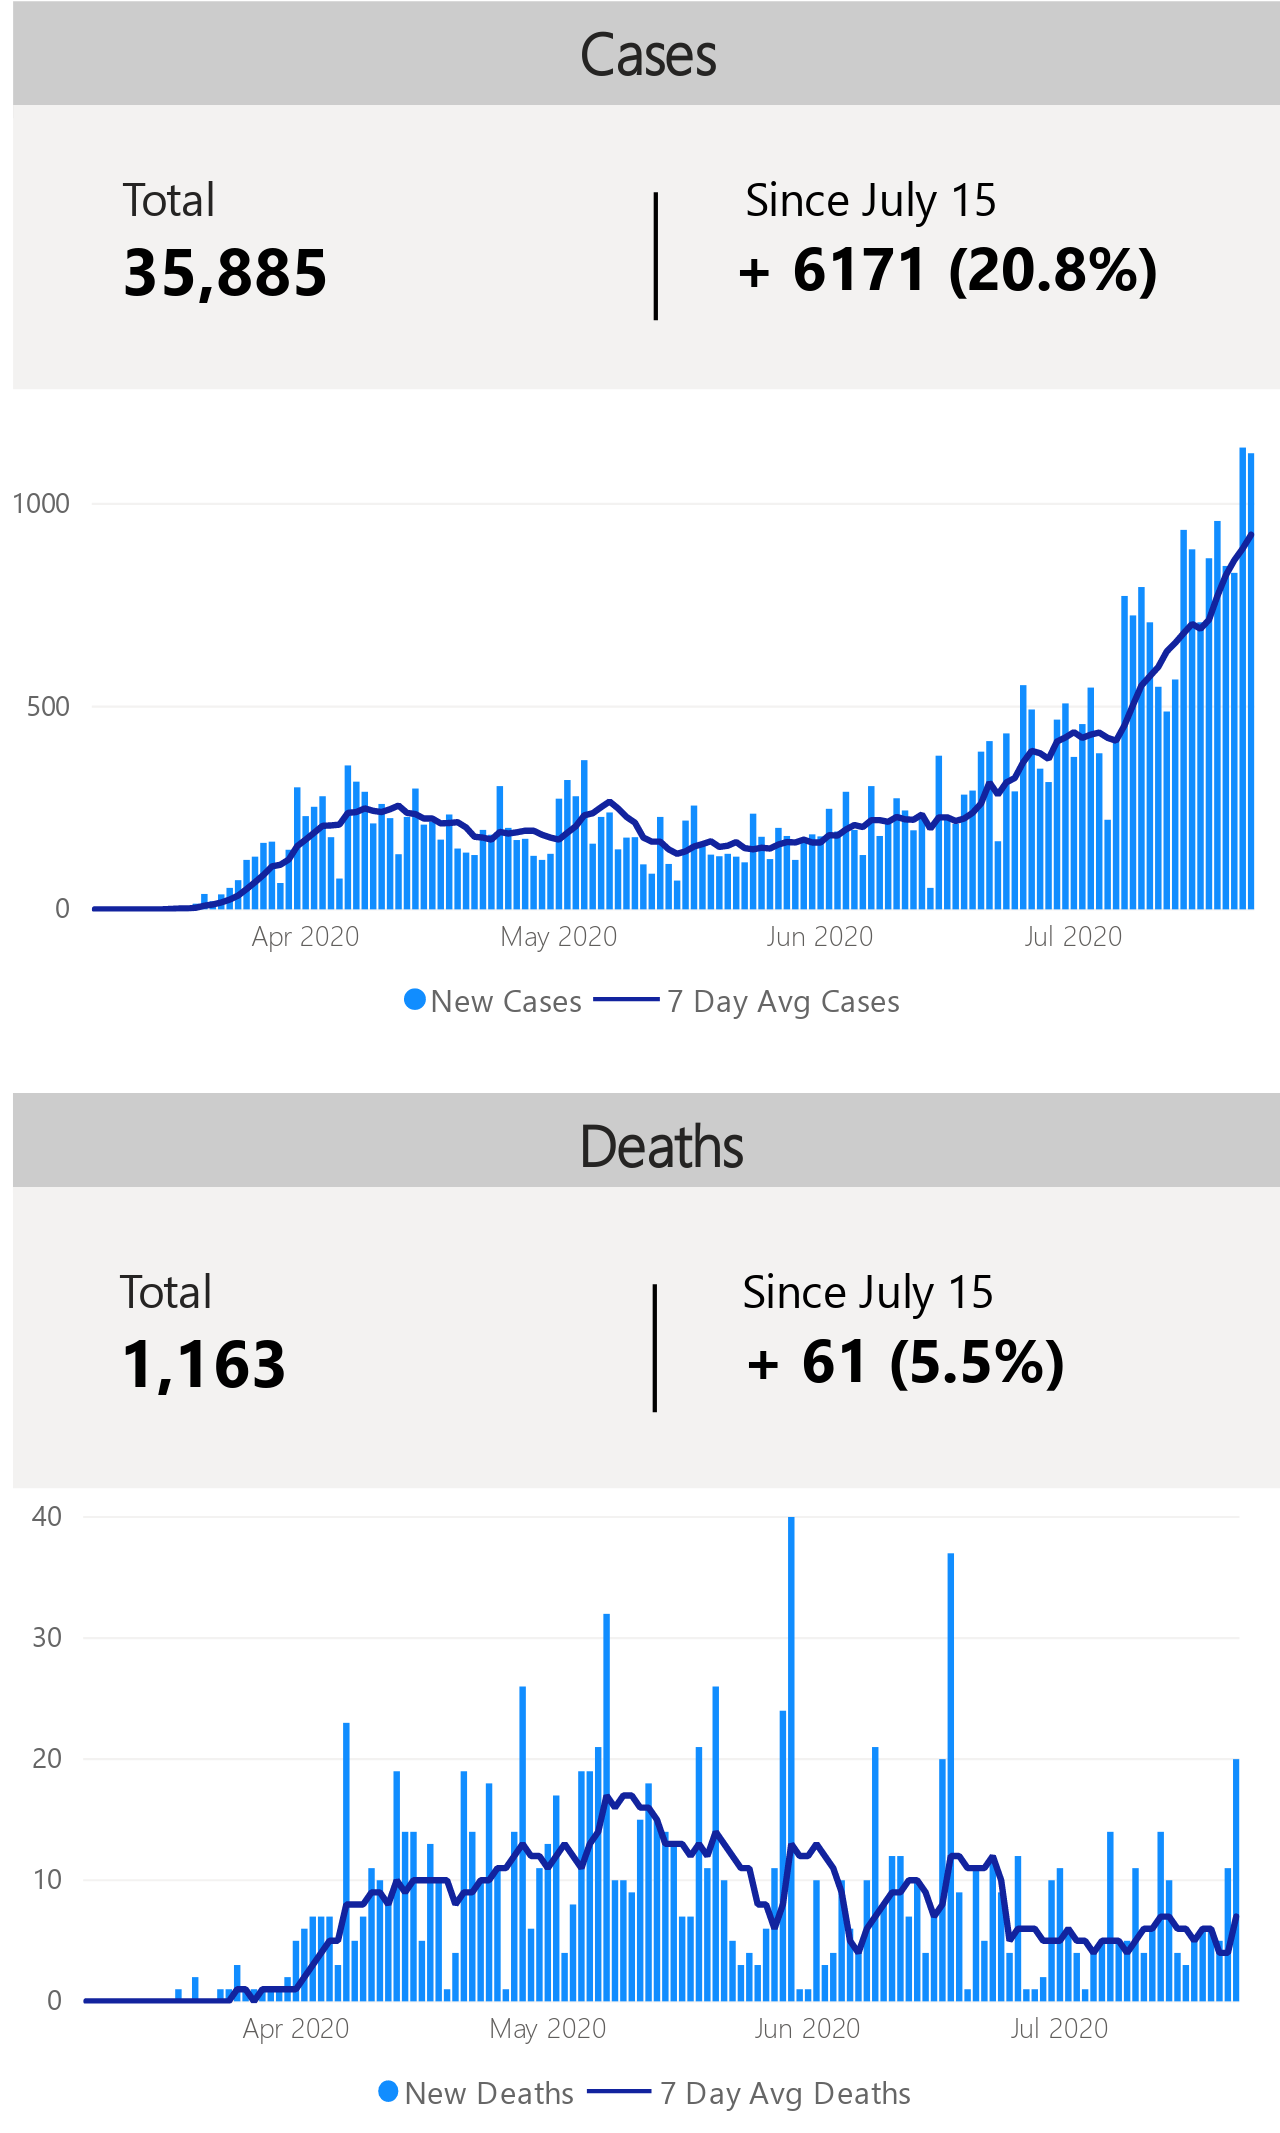 Cases
Total
Since July 15
35,885
+ 6171 (20.8%)
1000
500
0
Apr 2020
May 2020
Jun 2020
Jul 2020
New Cases
7 Day Avg Cases
Deaths
Total
Since July 15
1,163
+ 61 (5.5%)
40
30
20
10
0
Apr 2020
May 2020
Jun 2020
Jul 2020
New Deaths
7 Day Avg Deaths